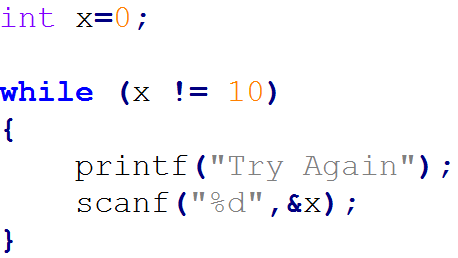 int x=0;
while (x != 10)
{
printf("Try Again");
scanf("%d",&x);
}